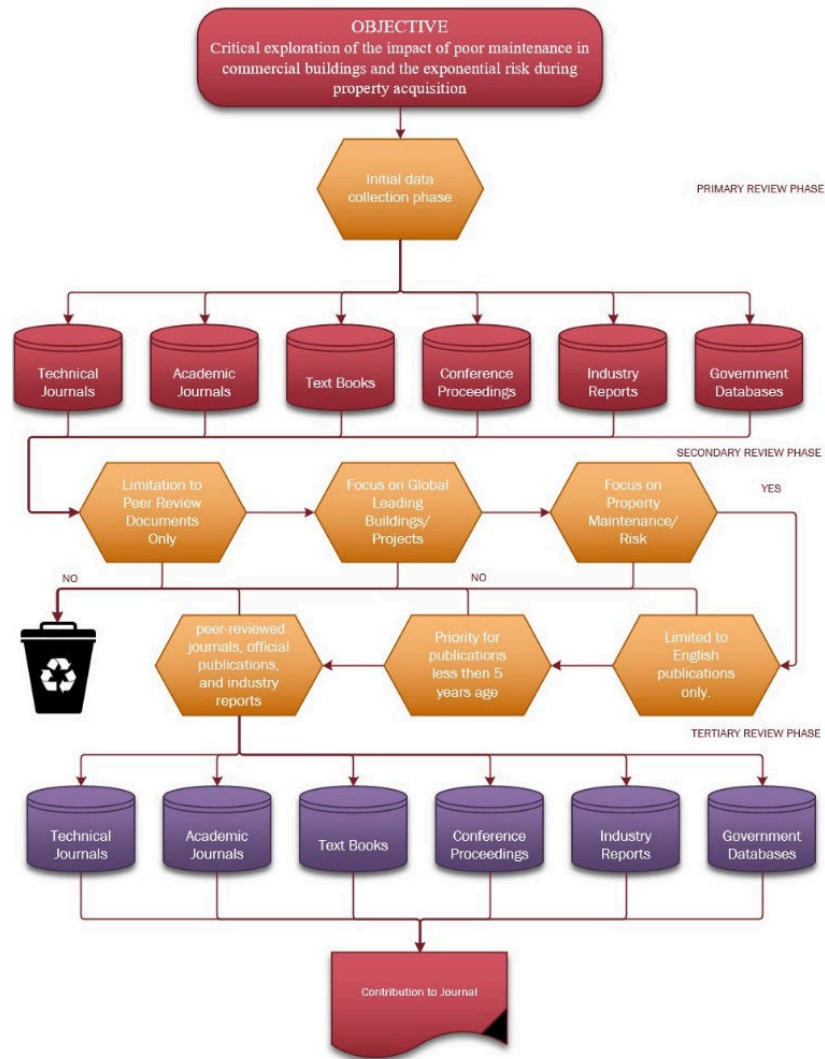 OBJECTIVE
Critical exploration of the impact of poor maintenance in
commercial buildings and the exponential risk during
property acquisition
Initial data
collection phase
PRIMARY REVIEW PHASE
Technical
Journals
Academic
Journals
Text Books
Conference
Proceedings
Industry
Reports
Government
Databases
SECONDARY REVIEW PHASE
Limitation to
Peer Review
Documents
Only
Focus on Global
Leading
Buildings/
Projects
Focus on
Property
Maintenance/
Risk
YES
NO
NO
peer-reviewed
journals, official
publications,
and industry
reports
Priority for
publications
less then 5
years age
Limited to
English
publications
only.
TERTIARY REVIEW PHASE
Technical
Journals
Academic
Journals
Text Books
Conference
Proceedings
Industry
Reports
Government
Databases
Contribution to Journal